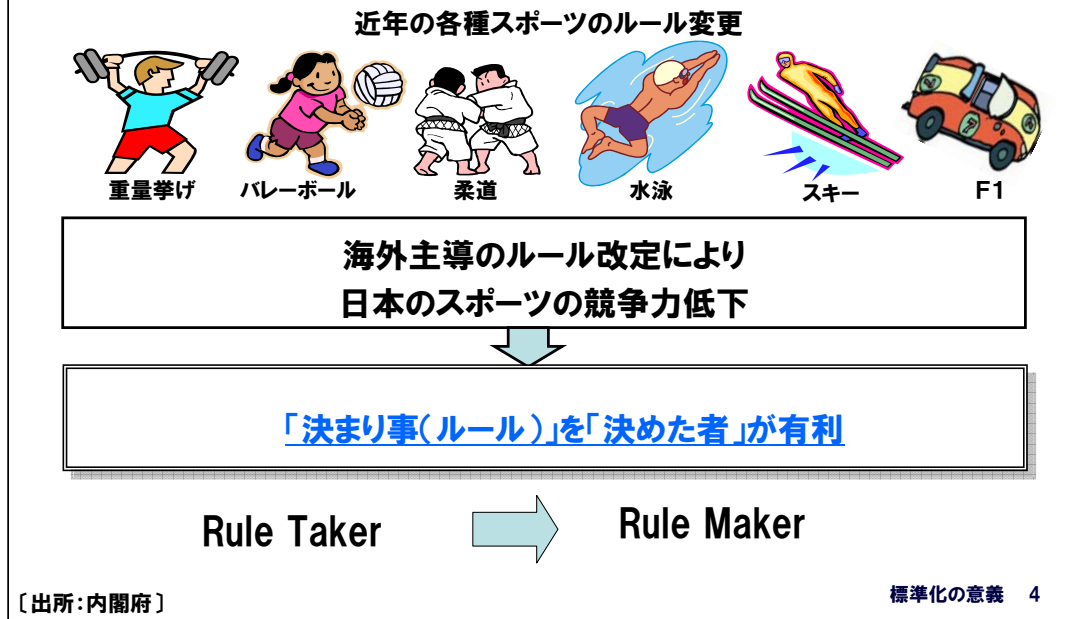 近年の各種スポーツのルール変更
重量挙げ
バレーボール
柔道
水泳
スキー
F1
海外主導のルール改定により
日本のスポーツの競争力低下
「決まり事(ルール)」を「決めた者」が有利
Rule Taker
Rule Maker
〔出所:内閣府〕
標準化の意義 4